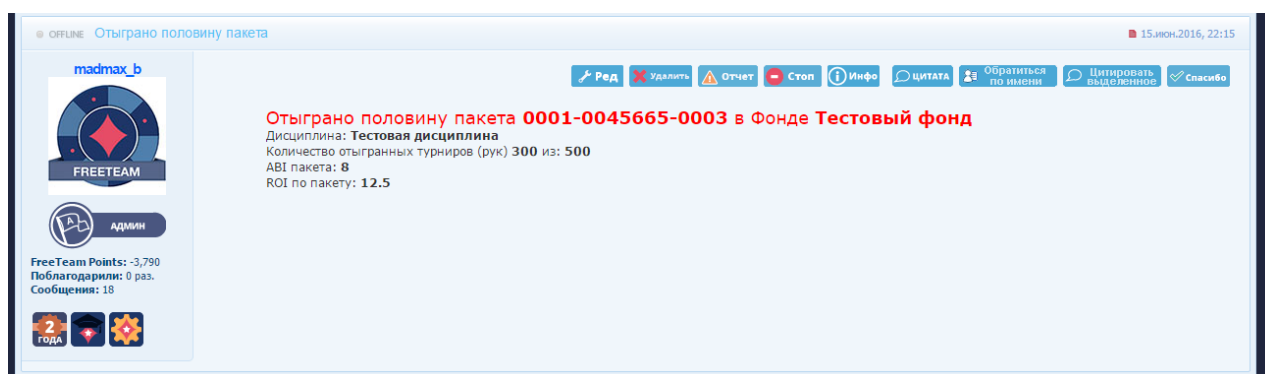 OFFLINE Отыграно половину пакета
15.июн.2016, 22:15
madmax_b
FREETEAM
A
АДМИН
FreeTeam Points: -3,790
Поблагодарили: 0 раз.
Сообщения: 18
2
ГОДА
Ред Удалить Отчет Стоп Инфо ЦИТАТА Обратиться по имени Цитировать выделенное Спасибо
Отыграно половину пакета 0001-0045665-0003 в Фонде Тестовый фонд
Дисциплина: Тестовая дисциплина
Количество отыгранных турниров (рук) 300 из: 500
ABI пакета: 8
ROI по пакету: 12.5